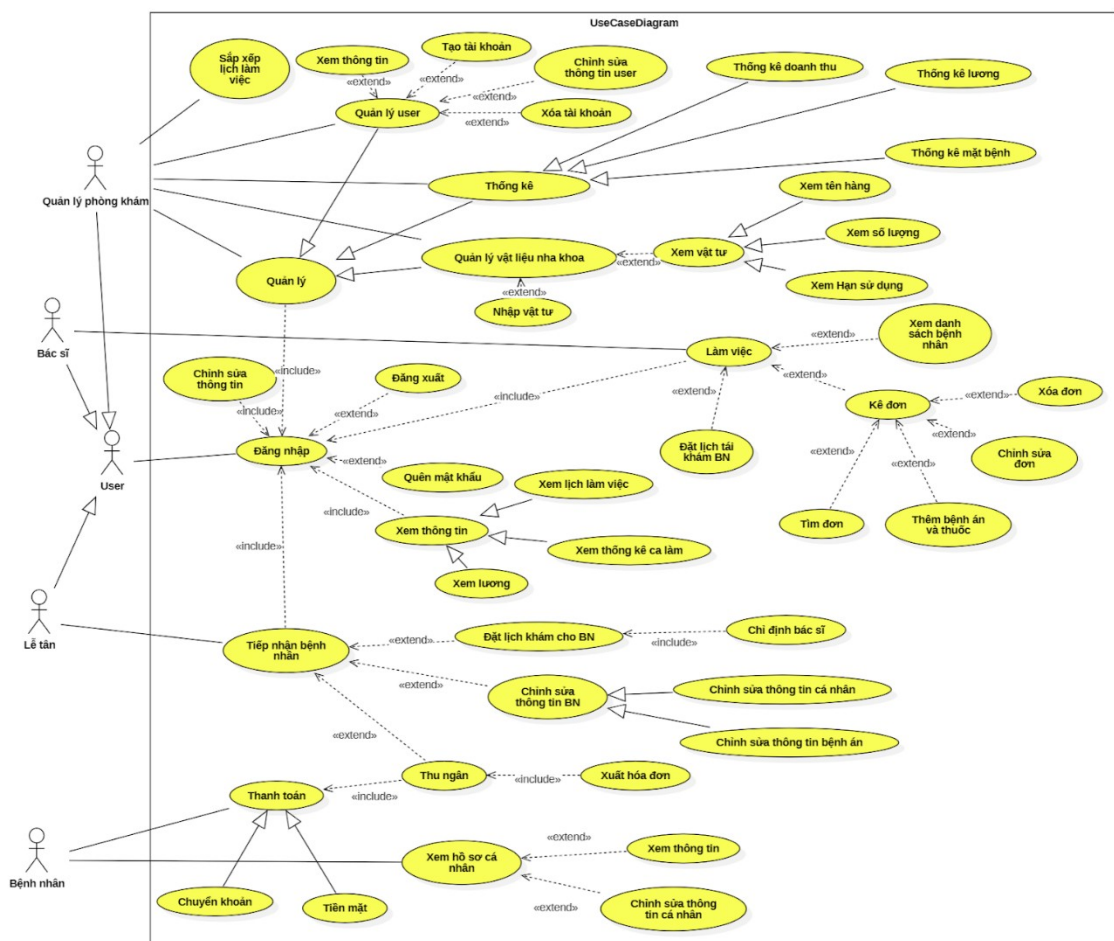 UseCaseDiagram
Sắp xếp
lịch làm
việc
Xem thông tin
Tạo tài khoản
Chỉnh sửa
thông tin user
Thống kê doanh thu
Thống kê lương
«extend»
«extend»
«extend»
Quản lý user
Xóa tài khoản
«extend»
Thống kê mặt bệnh
Quản lý phòng khám
Thống kê
Xem tên hàng
Xem số lượng
Quản lý vật liệu nha khoa
«extend»
Xem vật tư
Quản lý
Xem Hạn sử dụng
«extend»
Nhập vật tư
Bác sĩ
Làm việc
«extend»
Xem danh
sách bệnh
nhân
Chỉnh sửa
thông tin
«include»
Đăng xuất
«include»
«extend»
«extend»
Kê đơn
«extend»
Xóa đơn
«include»
«extend»
«extend»
Đăng nhập
Đặt lịch tái
khám BN
«extend»
Chỉnh sửa
đơn
User
«extend»
Quên mật khẩu
Xem lịch làm việc
«extend»
«extend»
«include»
Tìm đơn
Thêm bệnh án
và thuốc
Xem thông tin
Xem thống kê ca làm
«include»
Xem lương
Lễ tân
Tiếp nhận bệnh
nhân
«extend»
Đặt lịch khám cho BN
«include»
Chỉ định bác sĩ
«extend»
Chỉnh sửa
thông tin BN
Chỉnh sửa thông tin cá nhân
Chỉnh sửa thông tin bệnh án
«extend»
Thu ngân
«include»
Xuất hóa đơn
Thanh toán
«include»
Bệnh nhân
Xem hồ sơ cá
nhân
«extend»
Xem thông tin
Chuyển khoản
Tiền mặt
«extend»
Chỉnh sửa thông
tin cá nhân